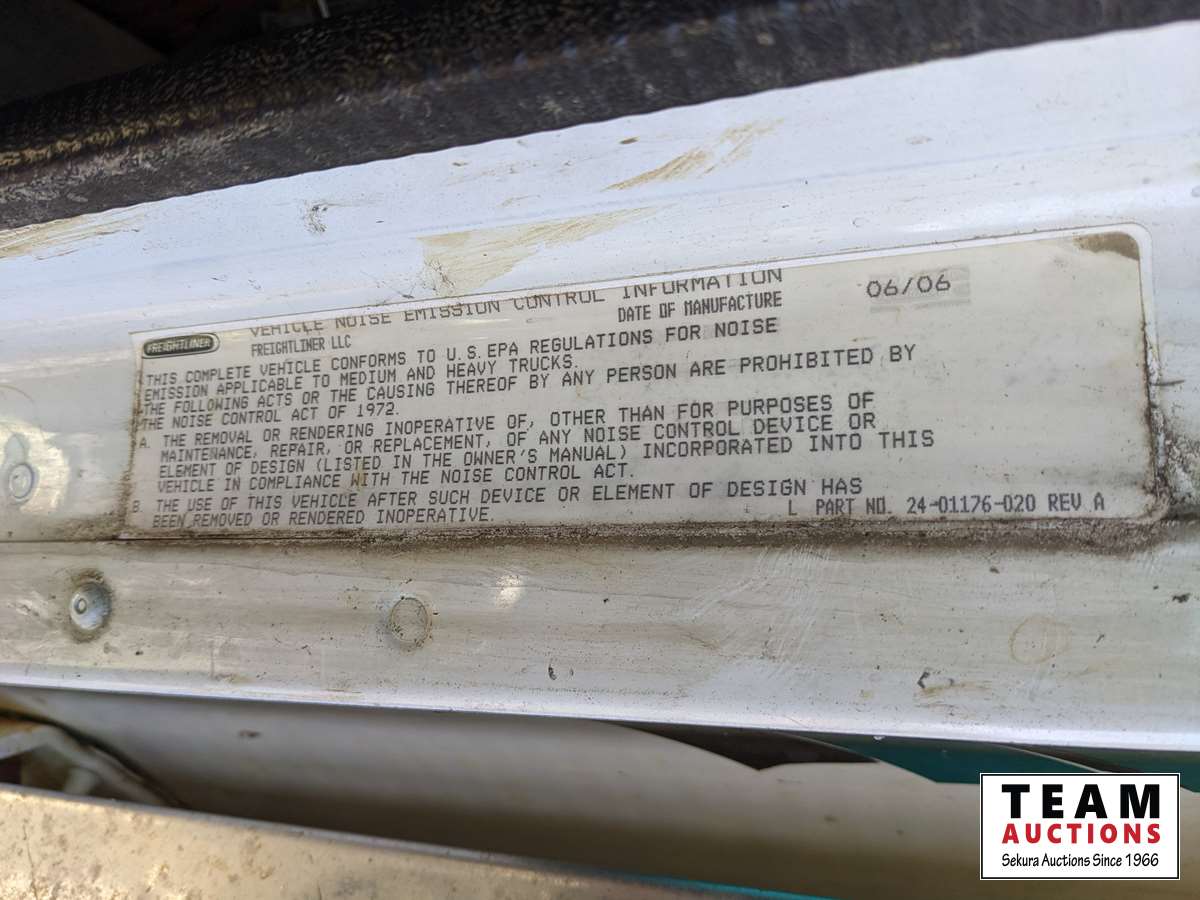 VEHICLE NOISE EMISSION CONTROL INFORMATION
FREIGHTLINER
FREIGHTLINER LLC
DATE OF MANUFACTURE 06/06
THIS COMPLETE VEHICLE CONFORMS TO U.S.EPA REGULATIONS FOR NOISE
EMISSION APPLICABLE TO MEDIUM AND HEAVY TRUCKS.
THE FOLLOWING ACTS OR THE CAUSING THEREOF BY ANY PERSON ARE PROHIBITED BY
THE NOISE CONTROL ACT OF 1972.
A. THE REMOVAL OR RENDERING INOPERATIVE OF, OTHER THAN FOR PURPOSES OF
MAINTENANCE, REPAIR, OR REPLACEMENT, OF ANY NOISE CONTROL DEVICE OR
ELEMENT OF DESIGN (LISTED IN THE OWNER'S MANUAL) INCORPORATED INTO THIS
VEHICLE IN COMPLIANCE WITH THE NOISE CONTROL ACT.
B. THE USE OF THIS VEHICLE AFTER SUCH DEVICE OR ELEMENT OF DESIGN HAS
BEEN REMOVED OR RENDERED INOPERATIVE.
L PART NO. 24-01176-020 REV A
TEAM
AUCTIONS
Sekura Auctions Since 1966